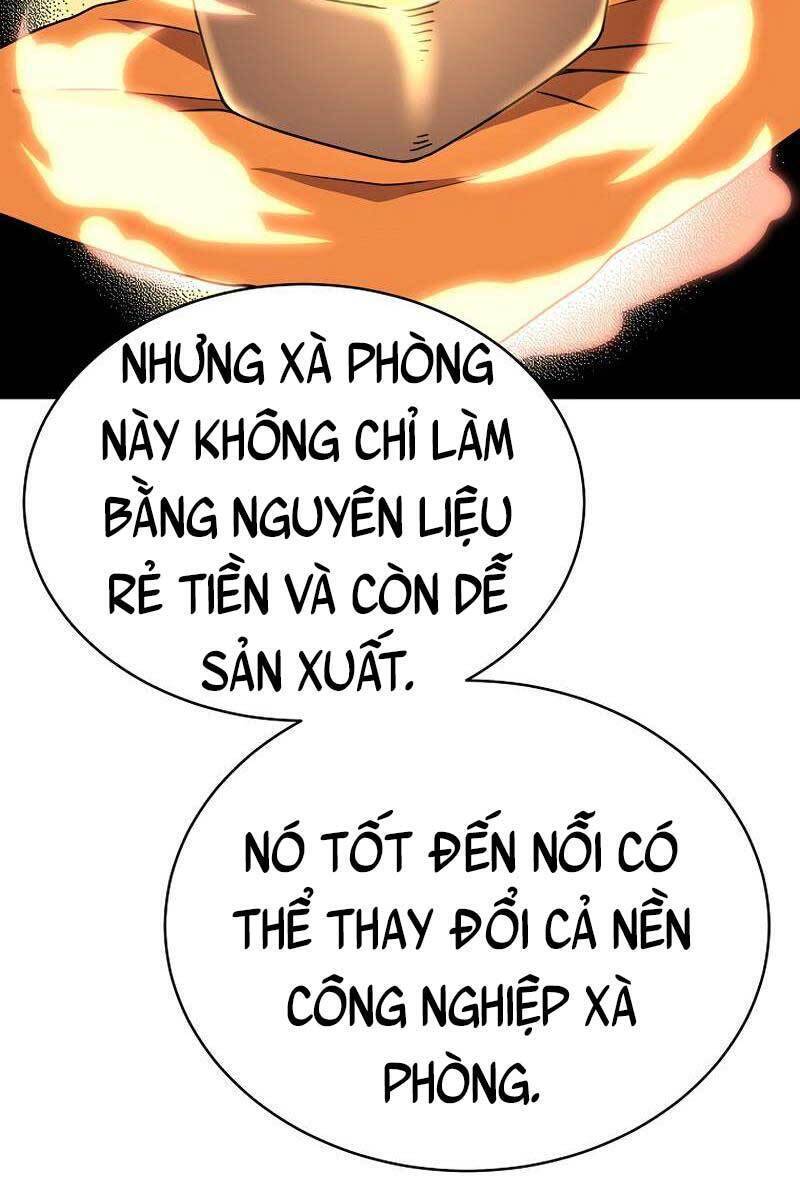 NHƯNG XÀ PHÒNG
NÀY KHÔNG CHỈ LÀM
BẰNG NGUYÊN LIỆU
RẺ TIỀN VÀ CÒN DỄ
SẢN XUẤT.
NÓ TỐT ĐẾN NỖI CÓ
THỂ THAY ĐỔI CẢ NỀN
CÔNG NGHIỆP XÀ
PHÒNG.